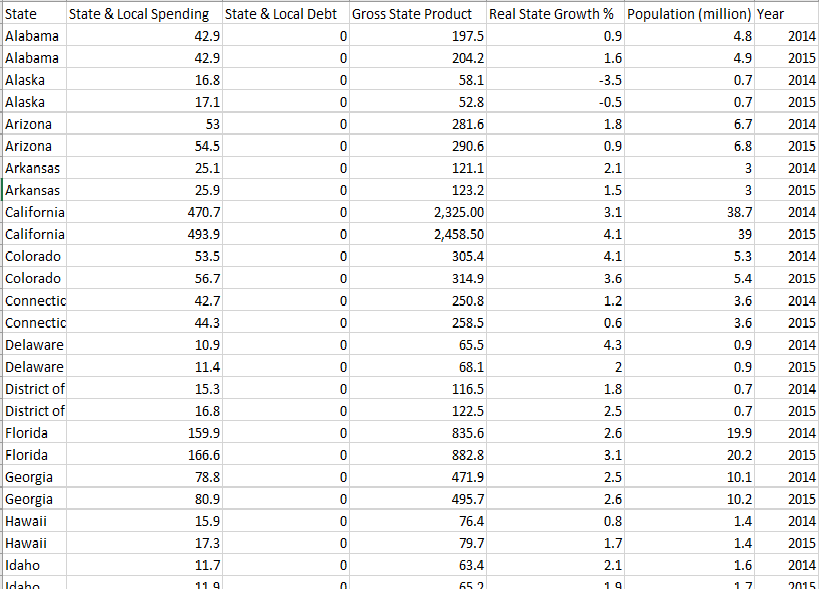 State State & Local Spending State & Local Debt Gross State Product Real State Growth % Population (million) Year
Alabama 42.9 0 197.5 0.9 4.8 2014
Alabama 42.9 0 204.2 1.6 4.9 2015
Alaska 16.8 0 58.1 -3.5 0.7 2014
Alaska 17.1 0 52.8 -0.5 0.7 2015
Arizona 53 0 281.6 1.8 6.7 2014
Arizona 54.5 0 290.6 0.9 6.8 2015
Arkansas 25.1 0 121.1 2.1 3 2014
Arkansas 25.9 0 123.2 1.5 3 2015
California 470.7 0 2,325.00 3.1 38.7 2014
California 493.9 0 2,458.50 4.1 39 2015
Colorado 53.5 0 305.4 4.1 5.3 2014
Colorado 56.7 0 314.9 3.6 5.4 2015
Connectic 42.7 0 250.8 1.2 3.6 2014
Connectic 44.3 0 258.5 0.6 3.6 2015
Delaware 10.9 0 65.5 4.3 0.9 2014
Delaware 11.4 0 68.1 2 0.9 2015
District of 15.3 0 116.5 1.8 0.7 2014
District of 16.8 0 122.5 2.5 0.7 2015
Florida 159.9 0 835.6 2.6 19.9 2014
Florida 166.6 0 882.8 3.1 20.2 2015
Georgia 78.8 0 471.9 2.5 10.1 2014
Georgia 80.9 0 495.7 2.6 10.2 2015
Hawaii 15.9 0 76.4 0.8 1.4 2014
Hawaii 17.3 0 79.7 1.7 1.4 2015
Idaho 11.7 0 63.4 2.1 1.6 2014
Idaho 11.9 0 65.2 1.9 1.7 2015